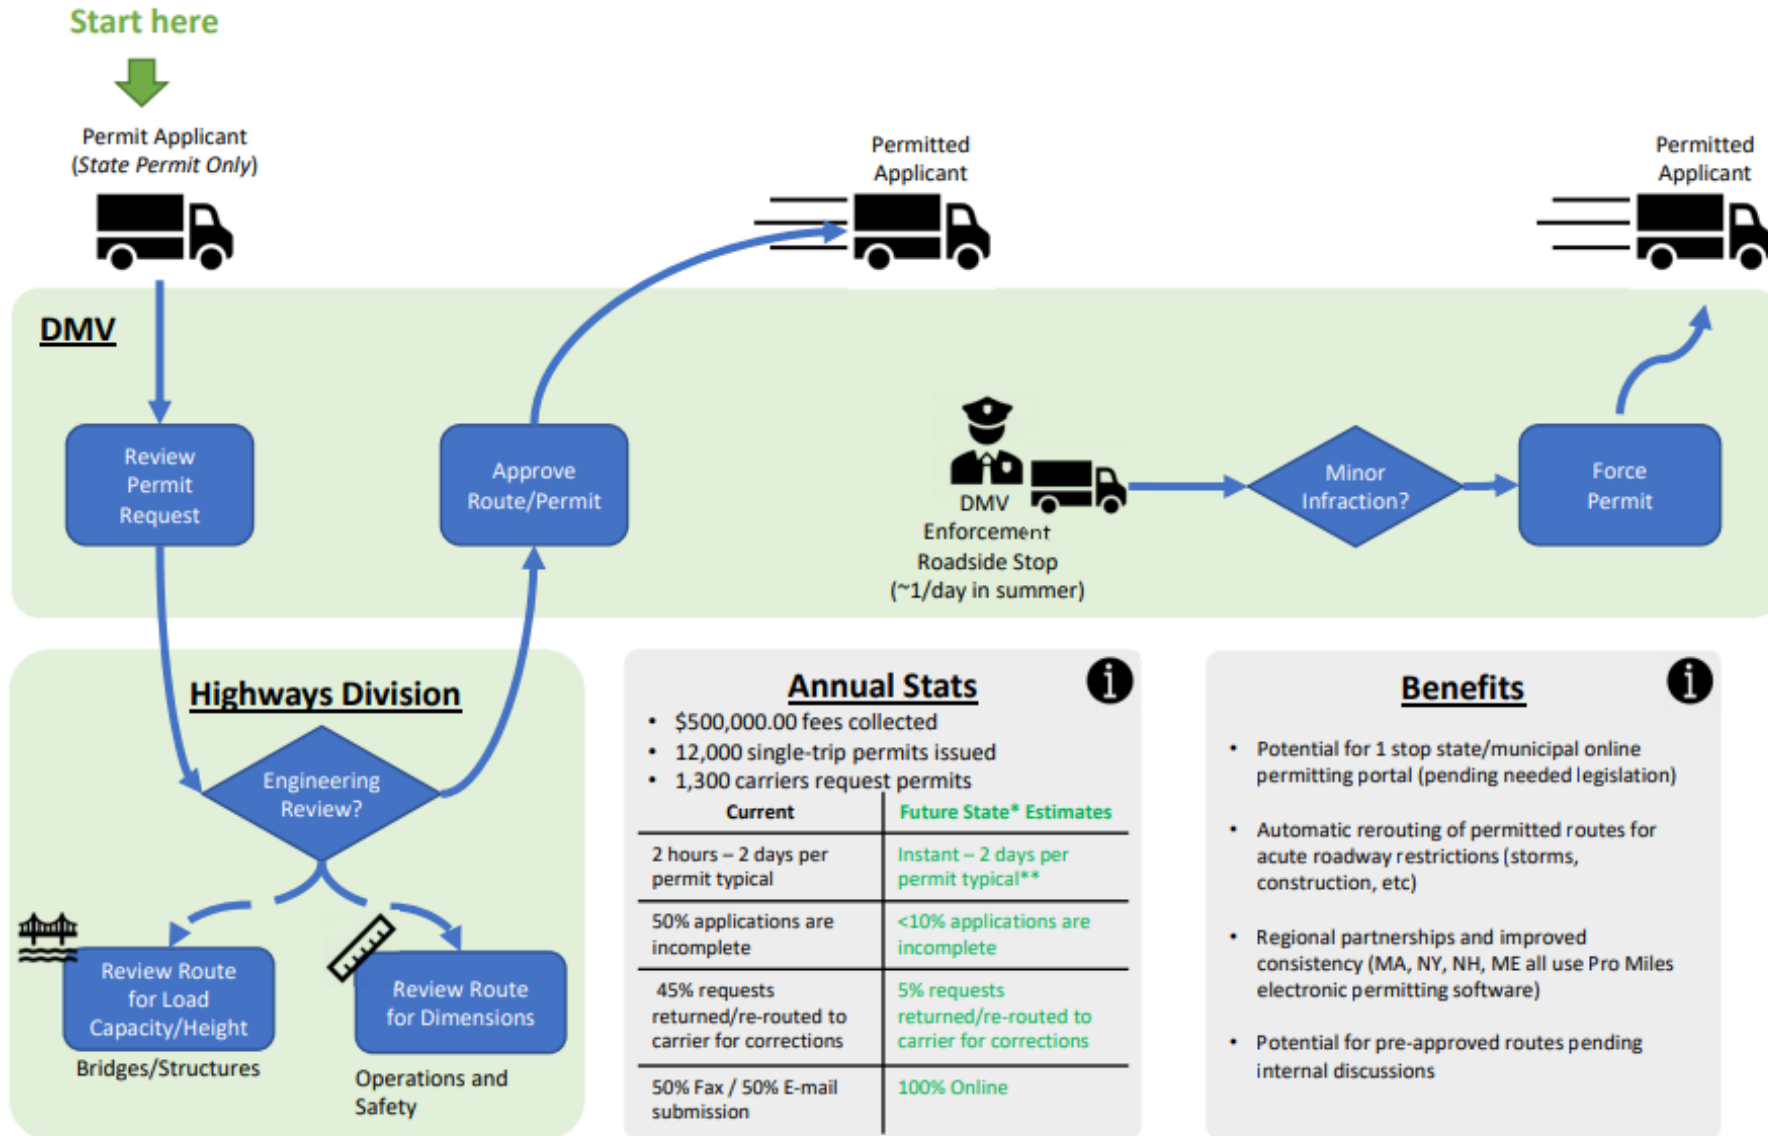 Start here
Permit Applicant
(State Permit Only)
Permitted
Applicant
Permitted
Applicant
DMV
Review
Permit
Request
Approve
Route/Permit
DMV
Enforcement
Roadside Stop
(~1/day in summer)
Minor
Infraction?
Force
Permit
Highways Division
Engineering
Review?
Review Route
for Load
Capacity/Height
Bridges/Structures
Review Route
for Dimensions
Operations and
Safety
Annual Stats
i
• $500,000.00 fees collected
• 12,000 single-trip permits issued
• 1,300 carriers request permits
Current
Future State* Estimates
2 hours – 2 days per
permit typical
Instant – 2 days per
permit typical**
50% applications are
incomplete
<10% applications are
incomplete
45% requests
returned/re-routed to
carrier for corrections
5% requests
returned/re-routed to
carrier for corrections
50% Fax / 50% E-mail
submission
100% Online
Benefits
i
• Potential for 1 stop state/municipal online
permitting portal (pending needed legislation)
• Automatic rerouting of permitted routes for
acute roadway restrictions (storms,
construction, etc)
• Regional partnerships and improved
consistency (MA, NY, NH, ME all use Pro Miles
electronic permitting software)
• Potential for pre-approved routes pending
internal discussions